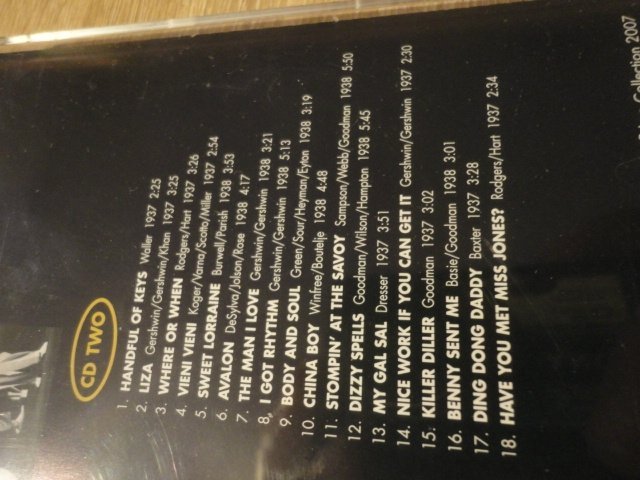 CD TWO
1. HANDFUL OF KEYS Waller 1937 2:25
2. LIZA Gershwin/Gershwin/Khan 1937 3:25
3. WHERE OR WHEN Rodgers/Hart 1937 3:26
4. VIENI VIENI Koger/Varna/Scotto/Miller 1937 2:54
5. SWEET LORRAINE Burwell/Parish 1938 3:53
6. AVALON DeSylva/Jolson/Rose 1938 4:17
7. THE MAN I LOVE Gershwin/Gershwin 1938 3:21
8. I GOT RHYTHM Gershwin/Gershwin 1938 5:13
9. BODY AND SOUL Green/Sour/Heyman/Eyton 1938 3:19
10. CHINA BOY Winfree/Boutelje 1938 4:48
11. STOMPIN' AT THE SAVOY Sampson/Webb/Goodman 1938 5:50
12. DIZZY SPELLS Goodman/Wilson/Hampton 1938 5:45
13. MY GAL SAL Dresser 1937 3:51
14. NICE WORK IF YOU CAN GET IT Gershwin/Gershwin 1937 2:30
15. KILLER DILLER Goodman 1937 3:02
16. BENNY SENT ME Basie/Goodman 1938 3:01
17. DING DONG DADDY Baxter 1937 3:28
18. HAVE YOU MET MISS JONES? Rodgers/Hart 1937 2:34
Collection 2007